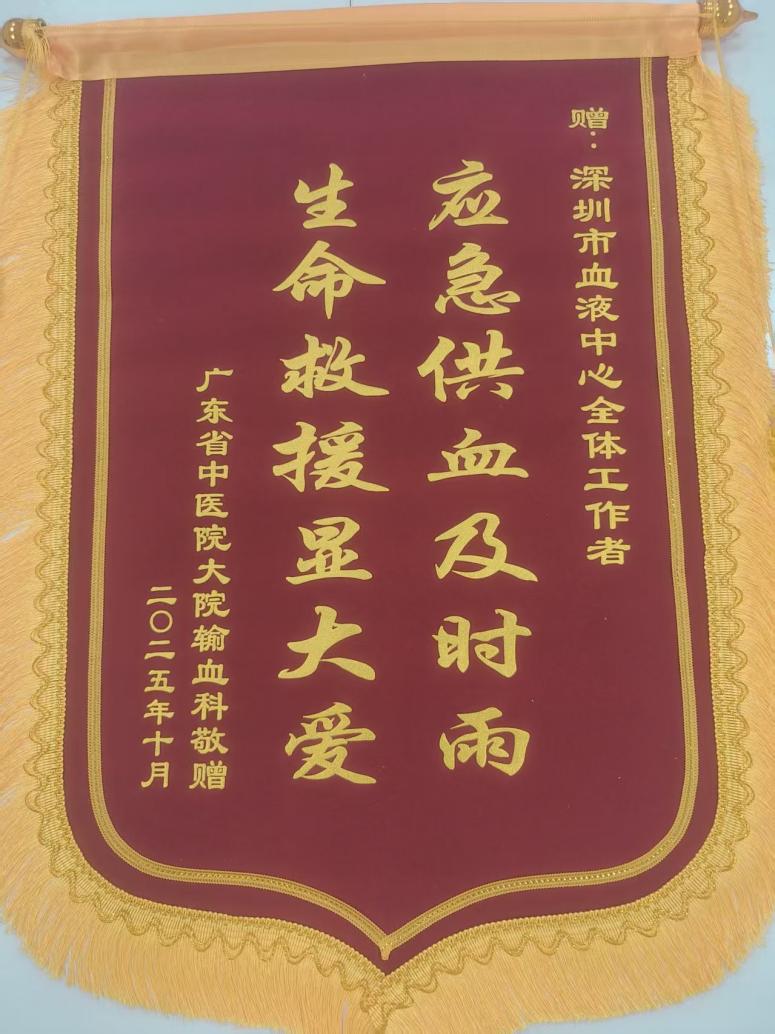 赠：深圳市血液中心全体工作者
应急供血及时雨
生命救援显大爱
广东省中医院大院输血科敬赠
二〇二五年十月